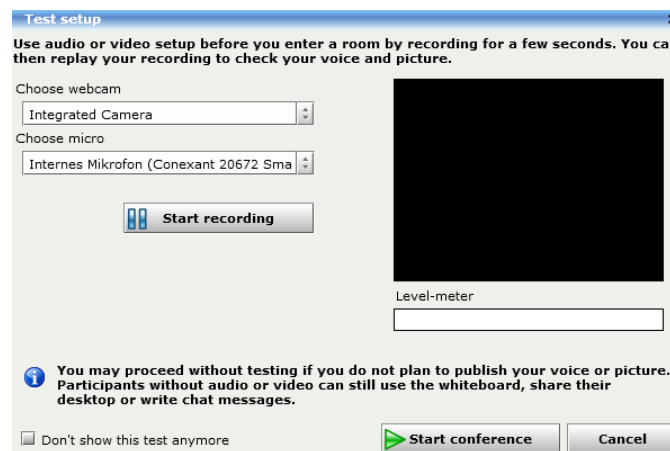 Test setup
Use audio or video setup before you enter a room by recording for a few seconds. You ca
then replay your recording to check your voice and picture.
Choose webcam
Integrated Camera
Choose micro
Internes Mikrofon (Conexant 20672 Sma
Start recording
Level-meter
You may proceed without testing if you do not plan to publish your voice or picture.
Participants without audio or video can still use the whiteboard, share their
desktop or write chat messages.
Don't show this test anymore
Start conference
Cancel